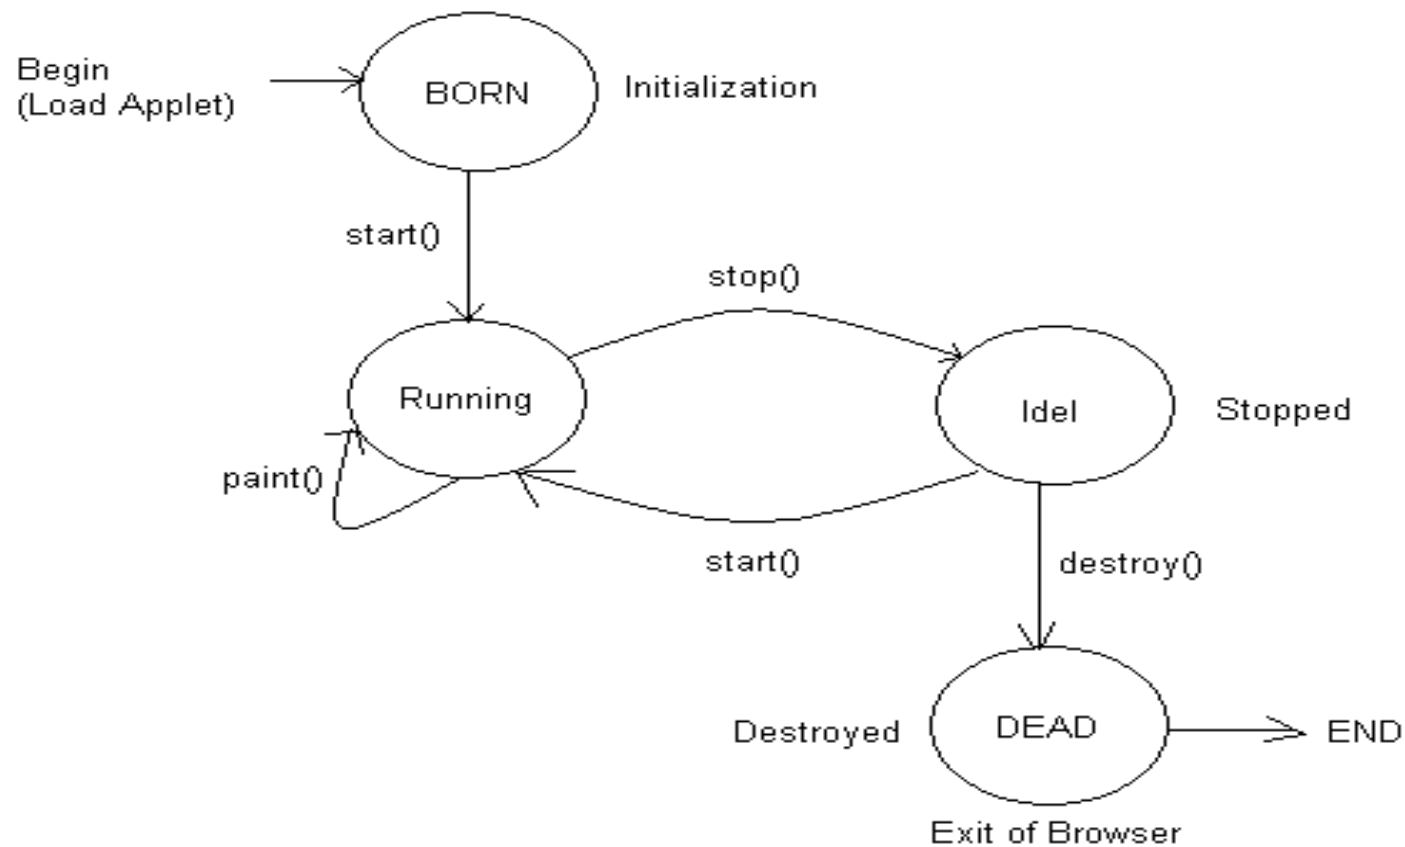 Begin
(Load Applet)
BORN
Initialization
start()
stop()
Running
Idel
Stopped
paint()
start()
destroy()
Destroyed
DEAD
END
Exit of Browser